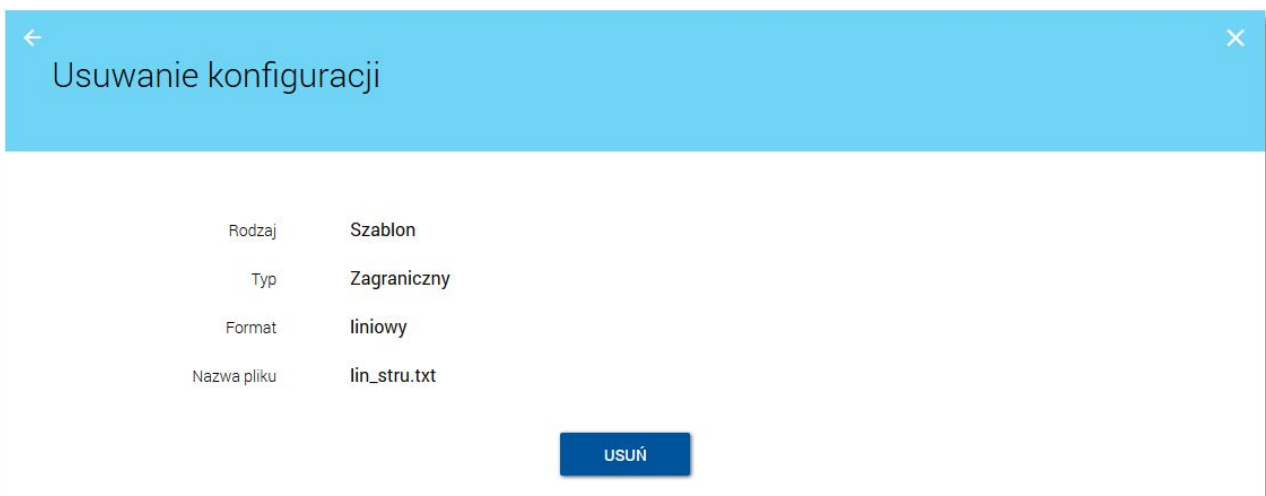 Usuwanie konfiguracji
Rodzaj Szablon
Typ Zagraniczny
Format liniowy
Nazwa pliku lin_stru.txt
USUŃ